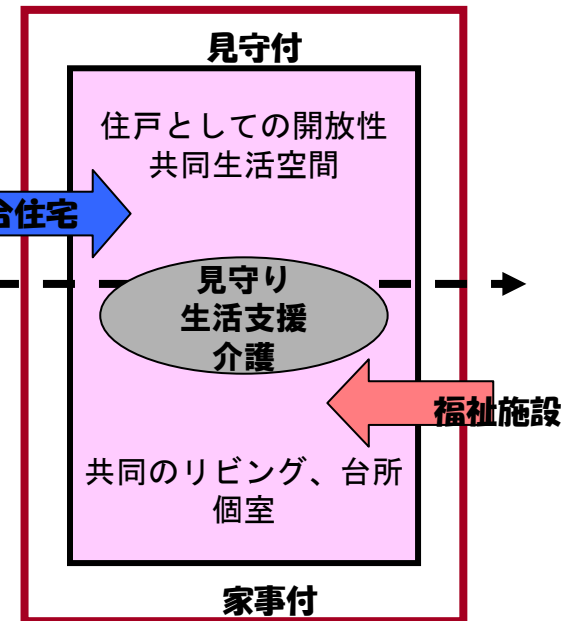 見守付
住戸としての開放性
共同生活空間
合住宅
見守り
生活支援
介護
福祉施設
共同のリビング、台所
個室
家事付